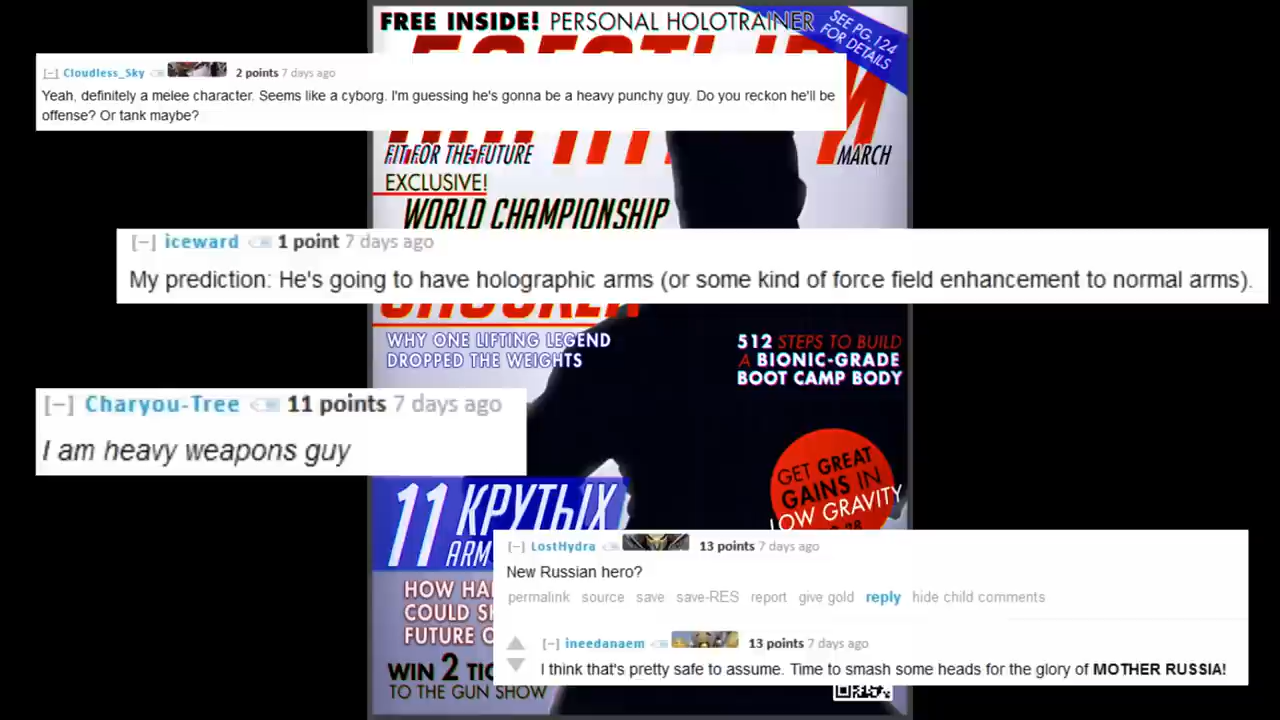 FREE INSIDE! PERSONAL HOLOTRAINER
SEE PG.124
FOR DETAILS
[-] Cloudless_Sky 2 points 7 days ago
Yeah, definitely a melee character. Seems like a cyborg. I'm guessing he's gonna be a heavy punchy guy. Do you reckon he'll be
offense? Or tank maybe?
FIT FOR THE FUTURE
MARCH
EXCLUSIVE!
WORLD CHAMPIONSHIP
[-] iceward 1 point 7 days ago
My prediction: He's going to have holographic arms (or some kind of force field enhancement to normal arms).
WHY ONE LIFTING LEGEND
DROPPED THE WEIGHTS
512 STEPS TO BUILD
A BIONIC-GRADE
BOOT CAMP BODY
[-] Charyou-Tree 11 points 7 days ago
I am heavy weapons guy
GET GREAT
GAINS IN
LOW GRAVITY
11 КРУТЫХ
ARM
[-] LostHydra 13 points 7 days ago
New Russian hero?
permalink source save save-RES report give gold reply hide child comments
HOW
COULD
FUTURE
[-] ineedanaem 13 points 7 days ago
I think that's pretty safe to assume. Time to smash some heads for the glory of MOTHER RUSSIA!
WIN 2
TO THE GUN SHOW